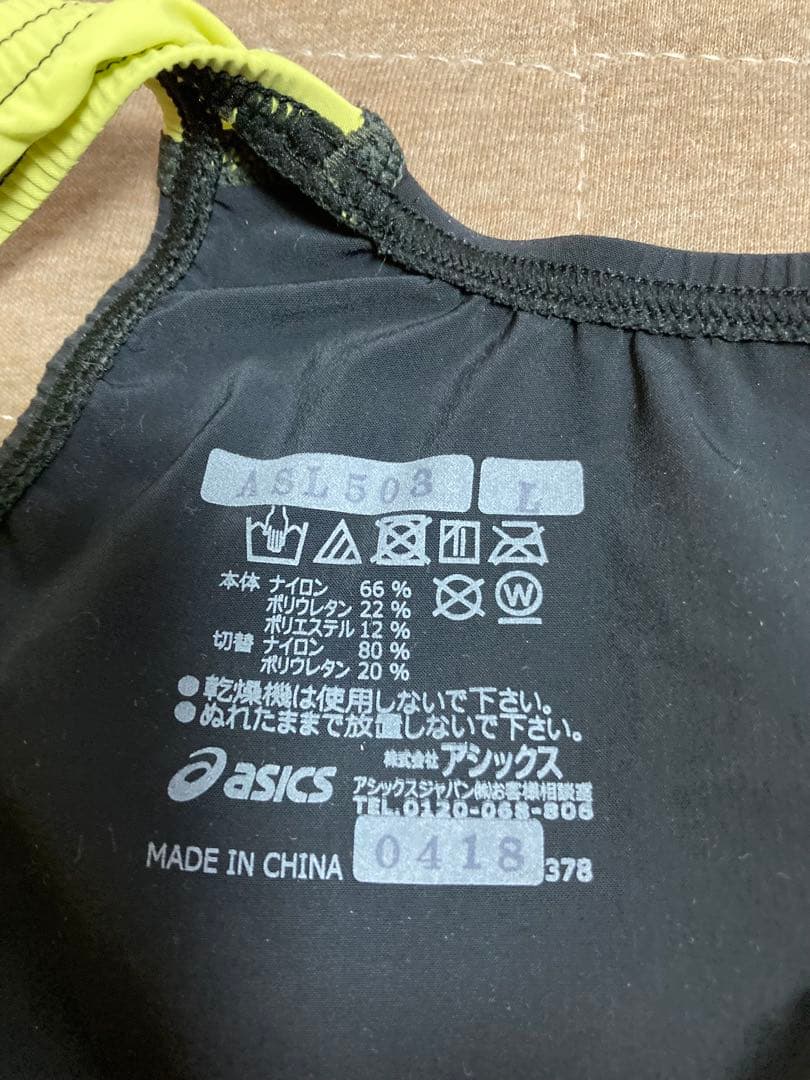 ASL503 L
本体 ナイロン 66 %
ポリウレタン 22 %
ポリエステル 12 %
切替 ナイロン 80 %
ポリウレタン 20 %
W
●乾燥機は使用しないで下さい。
●ぬれたままで放置しないで下さい。
asics 株式会社 アシックス
アシックスジャパン㈱お客様相談室
TEL.0120-068-806
MADE IN CHINA 0418 378